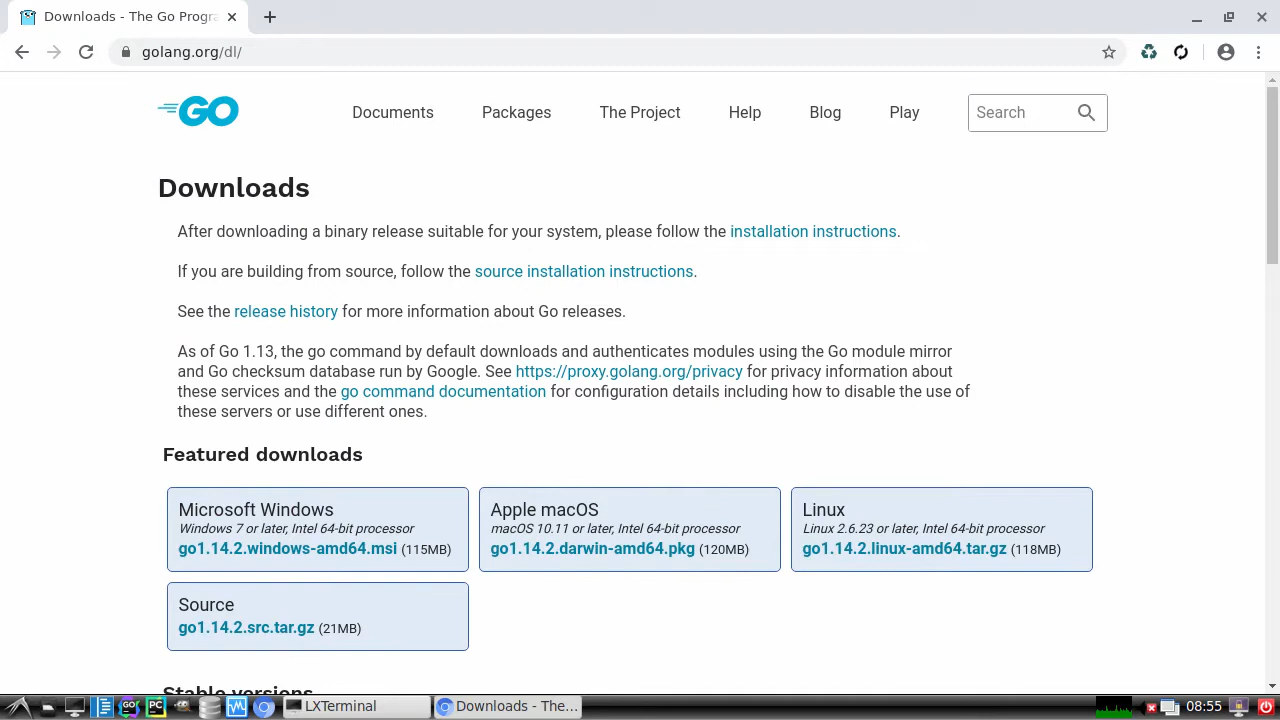 Downloads - The Go Progra
golang.org/dl/
GO
Documents
Packages
The Project
Help
Blog
Play
Search
Downloads
After downloading a binary release suitable for your system, please follow the installation instructions.
If you are building from source, follow the source installation instructions.
See the release history for more information about Go releases.
As of Go 1.13, the go command by default downloads and authenticates modules using the Go module mirror
and Go checksum database run by Google. See https://proxy.golang.org/privacy for privacy information about
these services and the go command documentation for configuration details including how to disable the use of
these servers or use different ones.
Featured downloads
Microsoft Windows
Windows 7 or later, Intel 64-bit processor
go1.14.2.windows-amd64.msi (115MB)
Apple macOS
macOS 10.11 or later, Intel 64-bit processor
go1.14.2.darwin-amd64.pkg (120MB)
Linux
Linux 2.6.23 or later, Intel 64-bit processor
go1.14.2.linux-amd64.tar.gz (118MB)
Source
go1.14.2.src.tar.gz (21MB)
Stable versions
GO
PC
LXTerminal
Downloads - The...
08:55